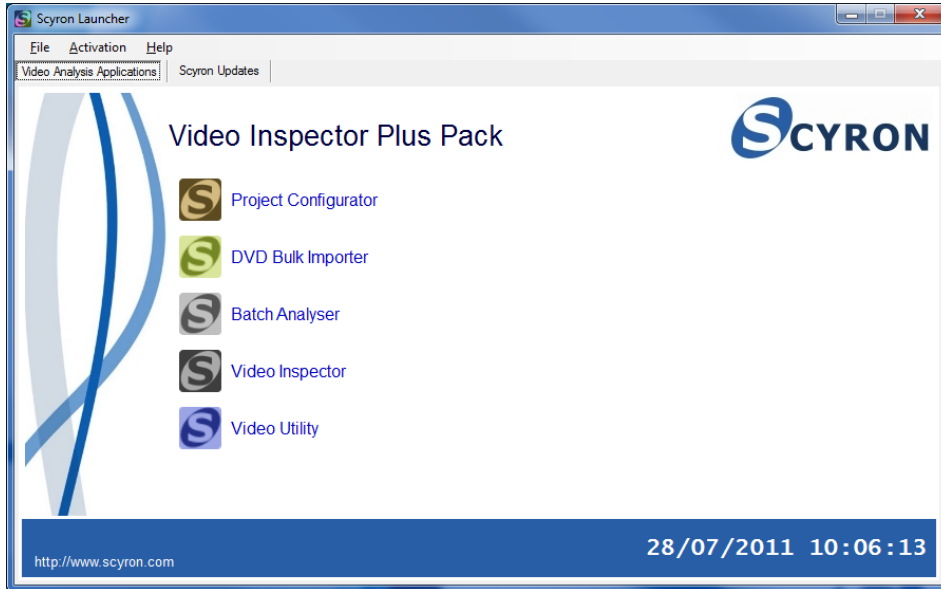 Scyron Launcher
File Activation Help
Video Analysis Applications Scyron Updates
Video Inspector Plus Pack
SCYRON
Project Configurator
DVD Bulk Importer
Batch Analyser
Video Inspector
Video Utility
http://www.scyron.com
28/07/2011 10:06:13